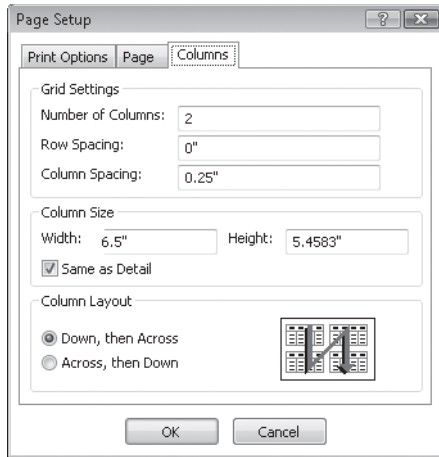 Page Setup
Print Options Page Columns
Grid Settings
Number of Columns: 2
Row Spacing: 0"
Column Spacing: 0.25"
Column Size
Width: 6.5" Height: 5.4583"
Same as Detail
Column Layout
Down, then Across
Across, then Down
OK Cancel